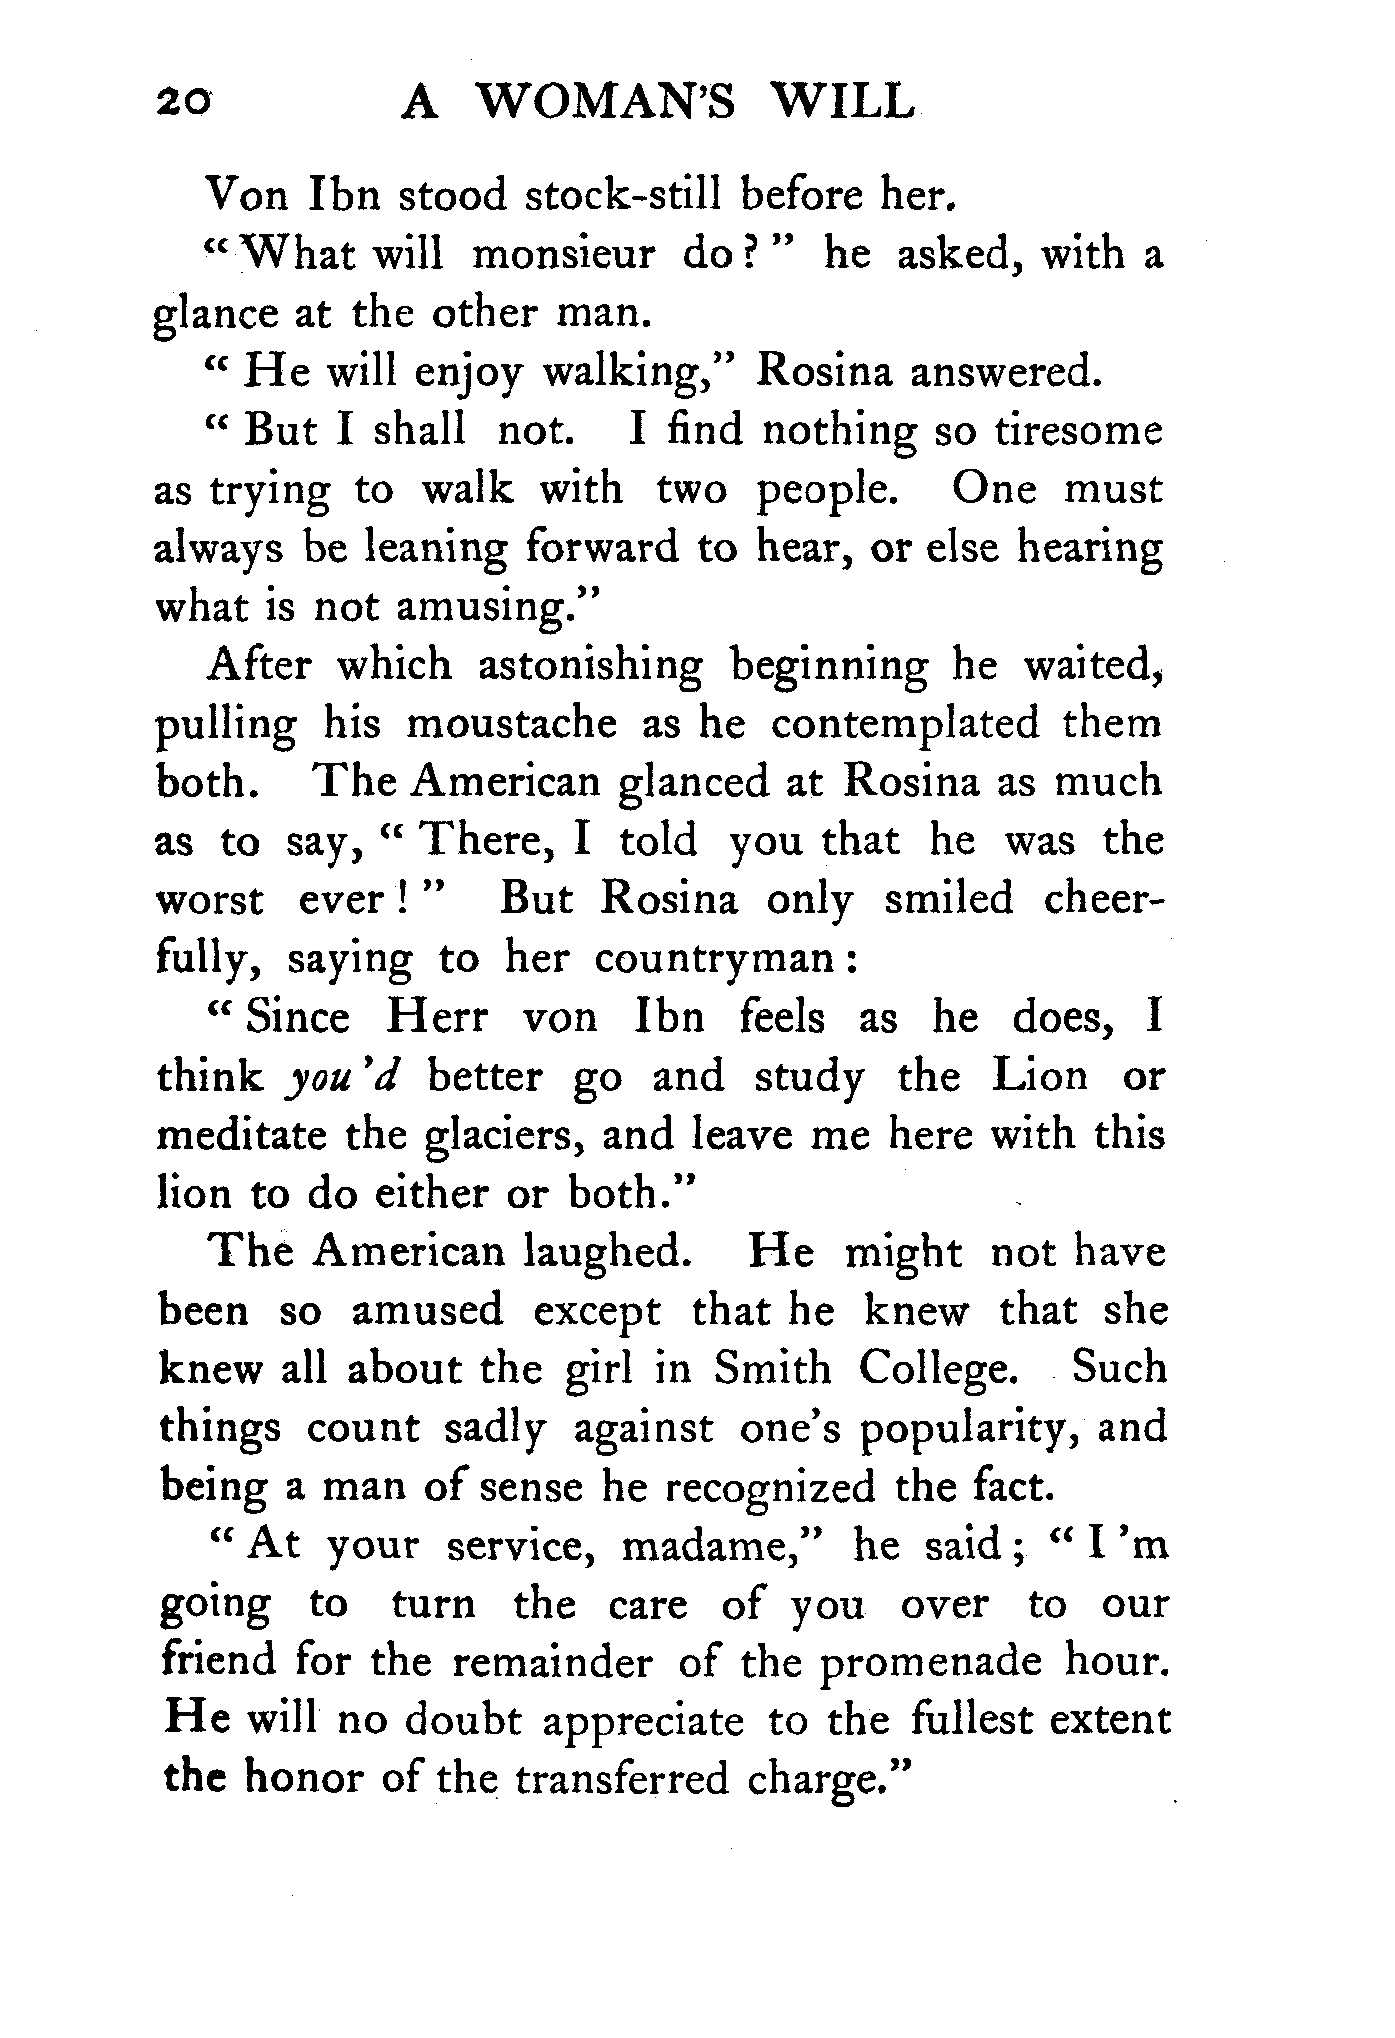 20 A WOMAN'S WILL
Von Ibn stood stock-still before her.
“What will monsieur do?” he asked, with a
glance at the other man.
“He will enjoy walking,” Rosina answered.
“But I shall not. I find nothing so tiresome
as trying to walk with two people. One must
always be leaning forward to hear, or else hearing
what is not amusing.”
After which astonishing beginning he waited,
pulling his moustache as he contemplated them
both. The American glanced at Rosina as much
as to say, “There, I told you that he was the
worst ever!” But Rosina only smiled cheer-
fully, saying to her countryman:
“Since Herr von Ibn feels as he does, I
think you'd better go and study the Lion or
meditate the glaciers, and leave me here with this
lion to do either or both.”
The American laughed. He might not have
been so amused except that he knew that she
knew all about the girl in Smith College. Such
things count sadly against one's popularity, and
being a man of sense he recognized the fact.
“At your service, madame,” he said; “I'm
going to turn the care of you over to our
friend for the remainder of the promenade hour.
He will no doubt appreciate to the fullest extent
the honor of the transferred charge.”